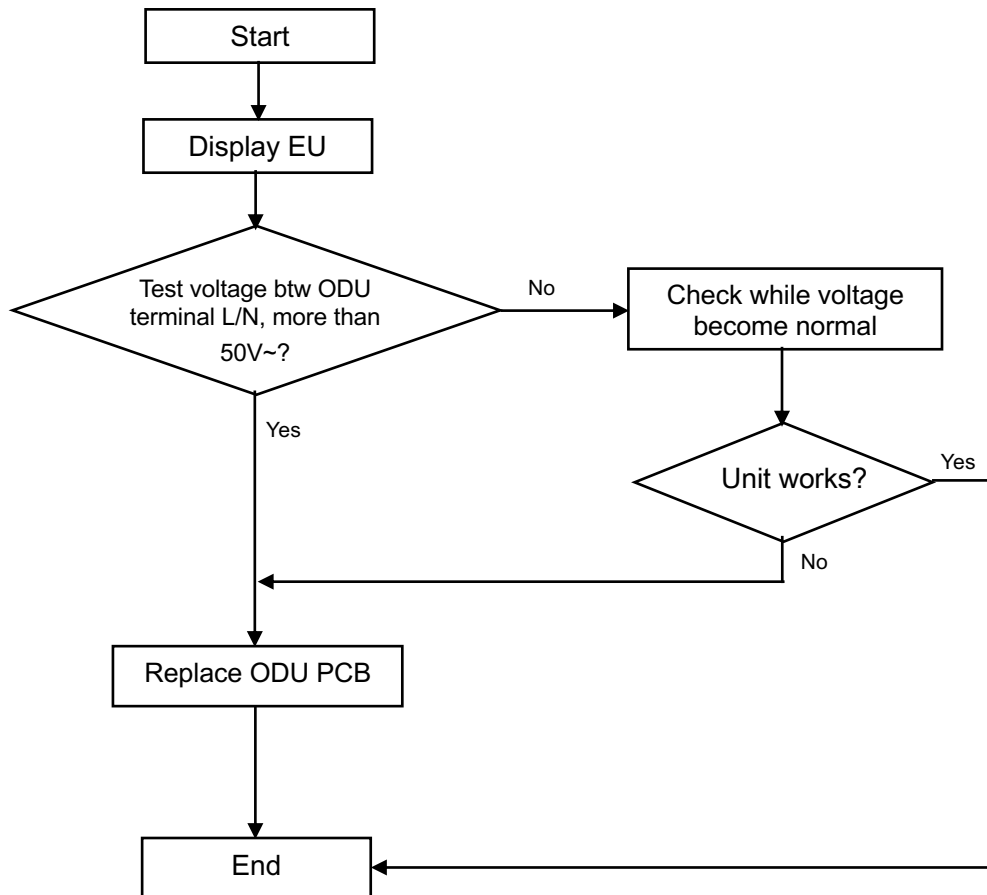 Start
Display EU
Test voltage btw ODU
terminal L/N, more than
50V~?
No
Check while voltage
become normal
Yes
Unit works?
Yes
No
Replace ODU PCB
End